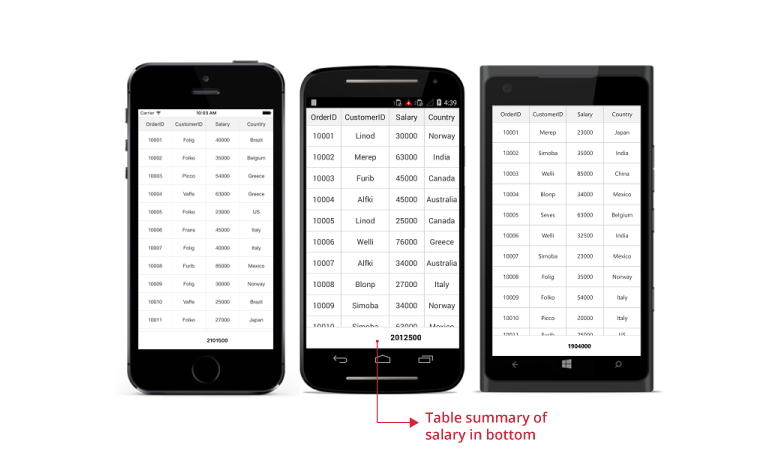 Carrier 10:03 AM
OrderID CustomerID Salary Country
10001 Folig 40000 Brazil
10002 Folko 35000 Belgium
10003 Picco 54000 Greece
10004 Vaffe 63000 Greece
10005 Folko 23000 US
10006 Frans 45000 Italy
10007 Folig 40000 Italy
10008 Furib 85000 Mexico
10009 Folig 30000 Norway
10010 Vaffe 25000 Brazil
10011 Folko 27000 Japan
2101500
4:39
OrderID CustomerID Salary Country
10001 Linod 30000 Norway
10002 Merep 63000 India
10003 Furib 45000 Canada
10004 Alfki 45000 Australia
10005 Linod 25000 Canada
10006 Welli 76000 Greece
10007 Alfki 34000 Australia
10008 Blonp 27000 Italy
10009 Simoba 34000 Norway
10010 Simoba 63000 Mexico
2012500
OrderID CustomerID Salary Country
10001 Merep 23000 Japan
10002 Simoba 35000 India
10003 Welli 85000 China
10004 Blonp 34000 Mexico
10005 Seves 63000 Belgium
10006 Welli 32500 India
10007 Simoba 23000 Mexico
10008 Folig 35000 Norway
10009 Folko 54000 Italy
10010 Picco 20000 Italy
10011 Furib 25000 US
1904000
Table summary of
salary in bottom